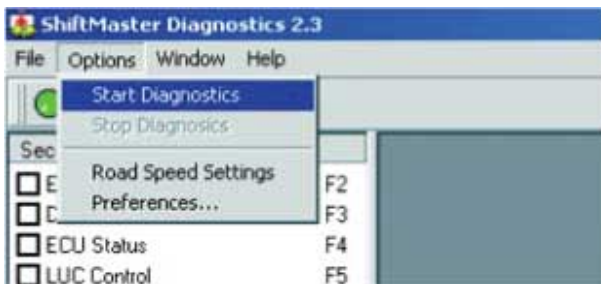 ShiftMaster Diagnostics 2.3
File Options Window Help
Start Diagnostics
Stop Diagnosics
Road Speed Settings
Preferences...
Sec
E F2
D F3
ECU Status F4
LUC Control F5